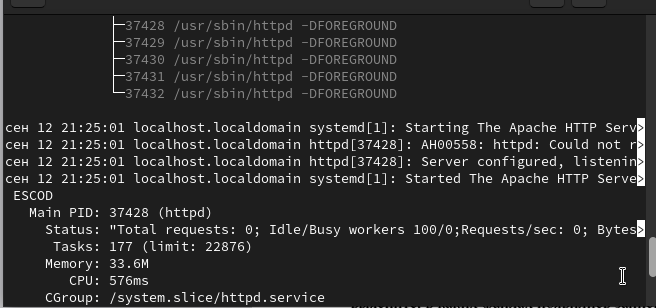 ├─37428 /usr/sbin/httpd -DFOREGROUND
├─37429 /usr/sbin/httpd -DFOREGROUND
├─37430 /usr/sbin/httpd -DFOREGROUND
├─37431 /usr/sbin/httpd -DFOREGROUND
└─37432 /usr/sbin/httpd -DFOREGROUND
сен 12 21:25:01 localhost.localdomain systemd[1]: Starting The Apache HTTP Serv>
сен 12 21:25:01 localhost.localdomain httpd[37428]: AH00558: httpd: Could not r>
сен 12 21:25:01 localhost.localdomain httpd[37428]: Server configured, listenin>
сен 12 21:25:01 localhost.localdomain systemd[1]: Started The Apache HTTP Serve>
ESCOD
Main PID: 37428 (httpd)
Status: "Total requests: 0; Idle/Busy workers 100/0;Requests/sec: 0; Bytes>
Tasks: 177 (limit: 22876)
Memory: 33.6M
CPU: 576ms
CGroup: /system.slice/httpd.service